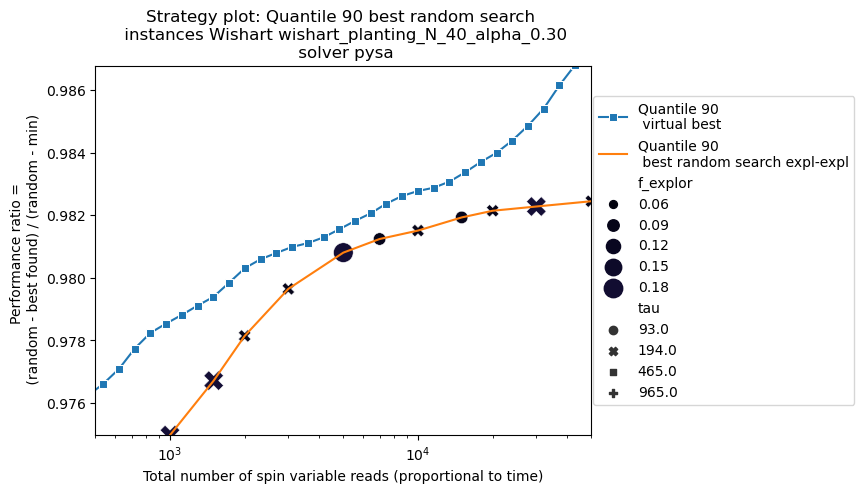 Strategy plot: Quantile 90 best random search
instances Wishart wishart_planting_N_40_alpha_0.30
solver pysa
Performance ratio =
(random - best found) / (random - min)
0.986
0.984
0.982
0.980
0.978
0.976
10³
10⁴
Total number of spin variable reads (proportional to time)
Quantile 90
virtual best
Quantile 90
best random search expl-expl
f_explor
0.06
0.09
0.12
0.15
0.18
tau
93.0
194.0
465.0
965.0